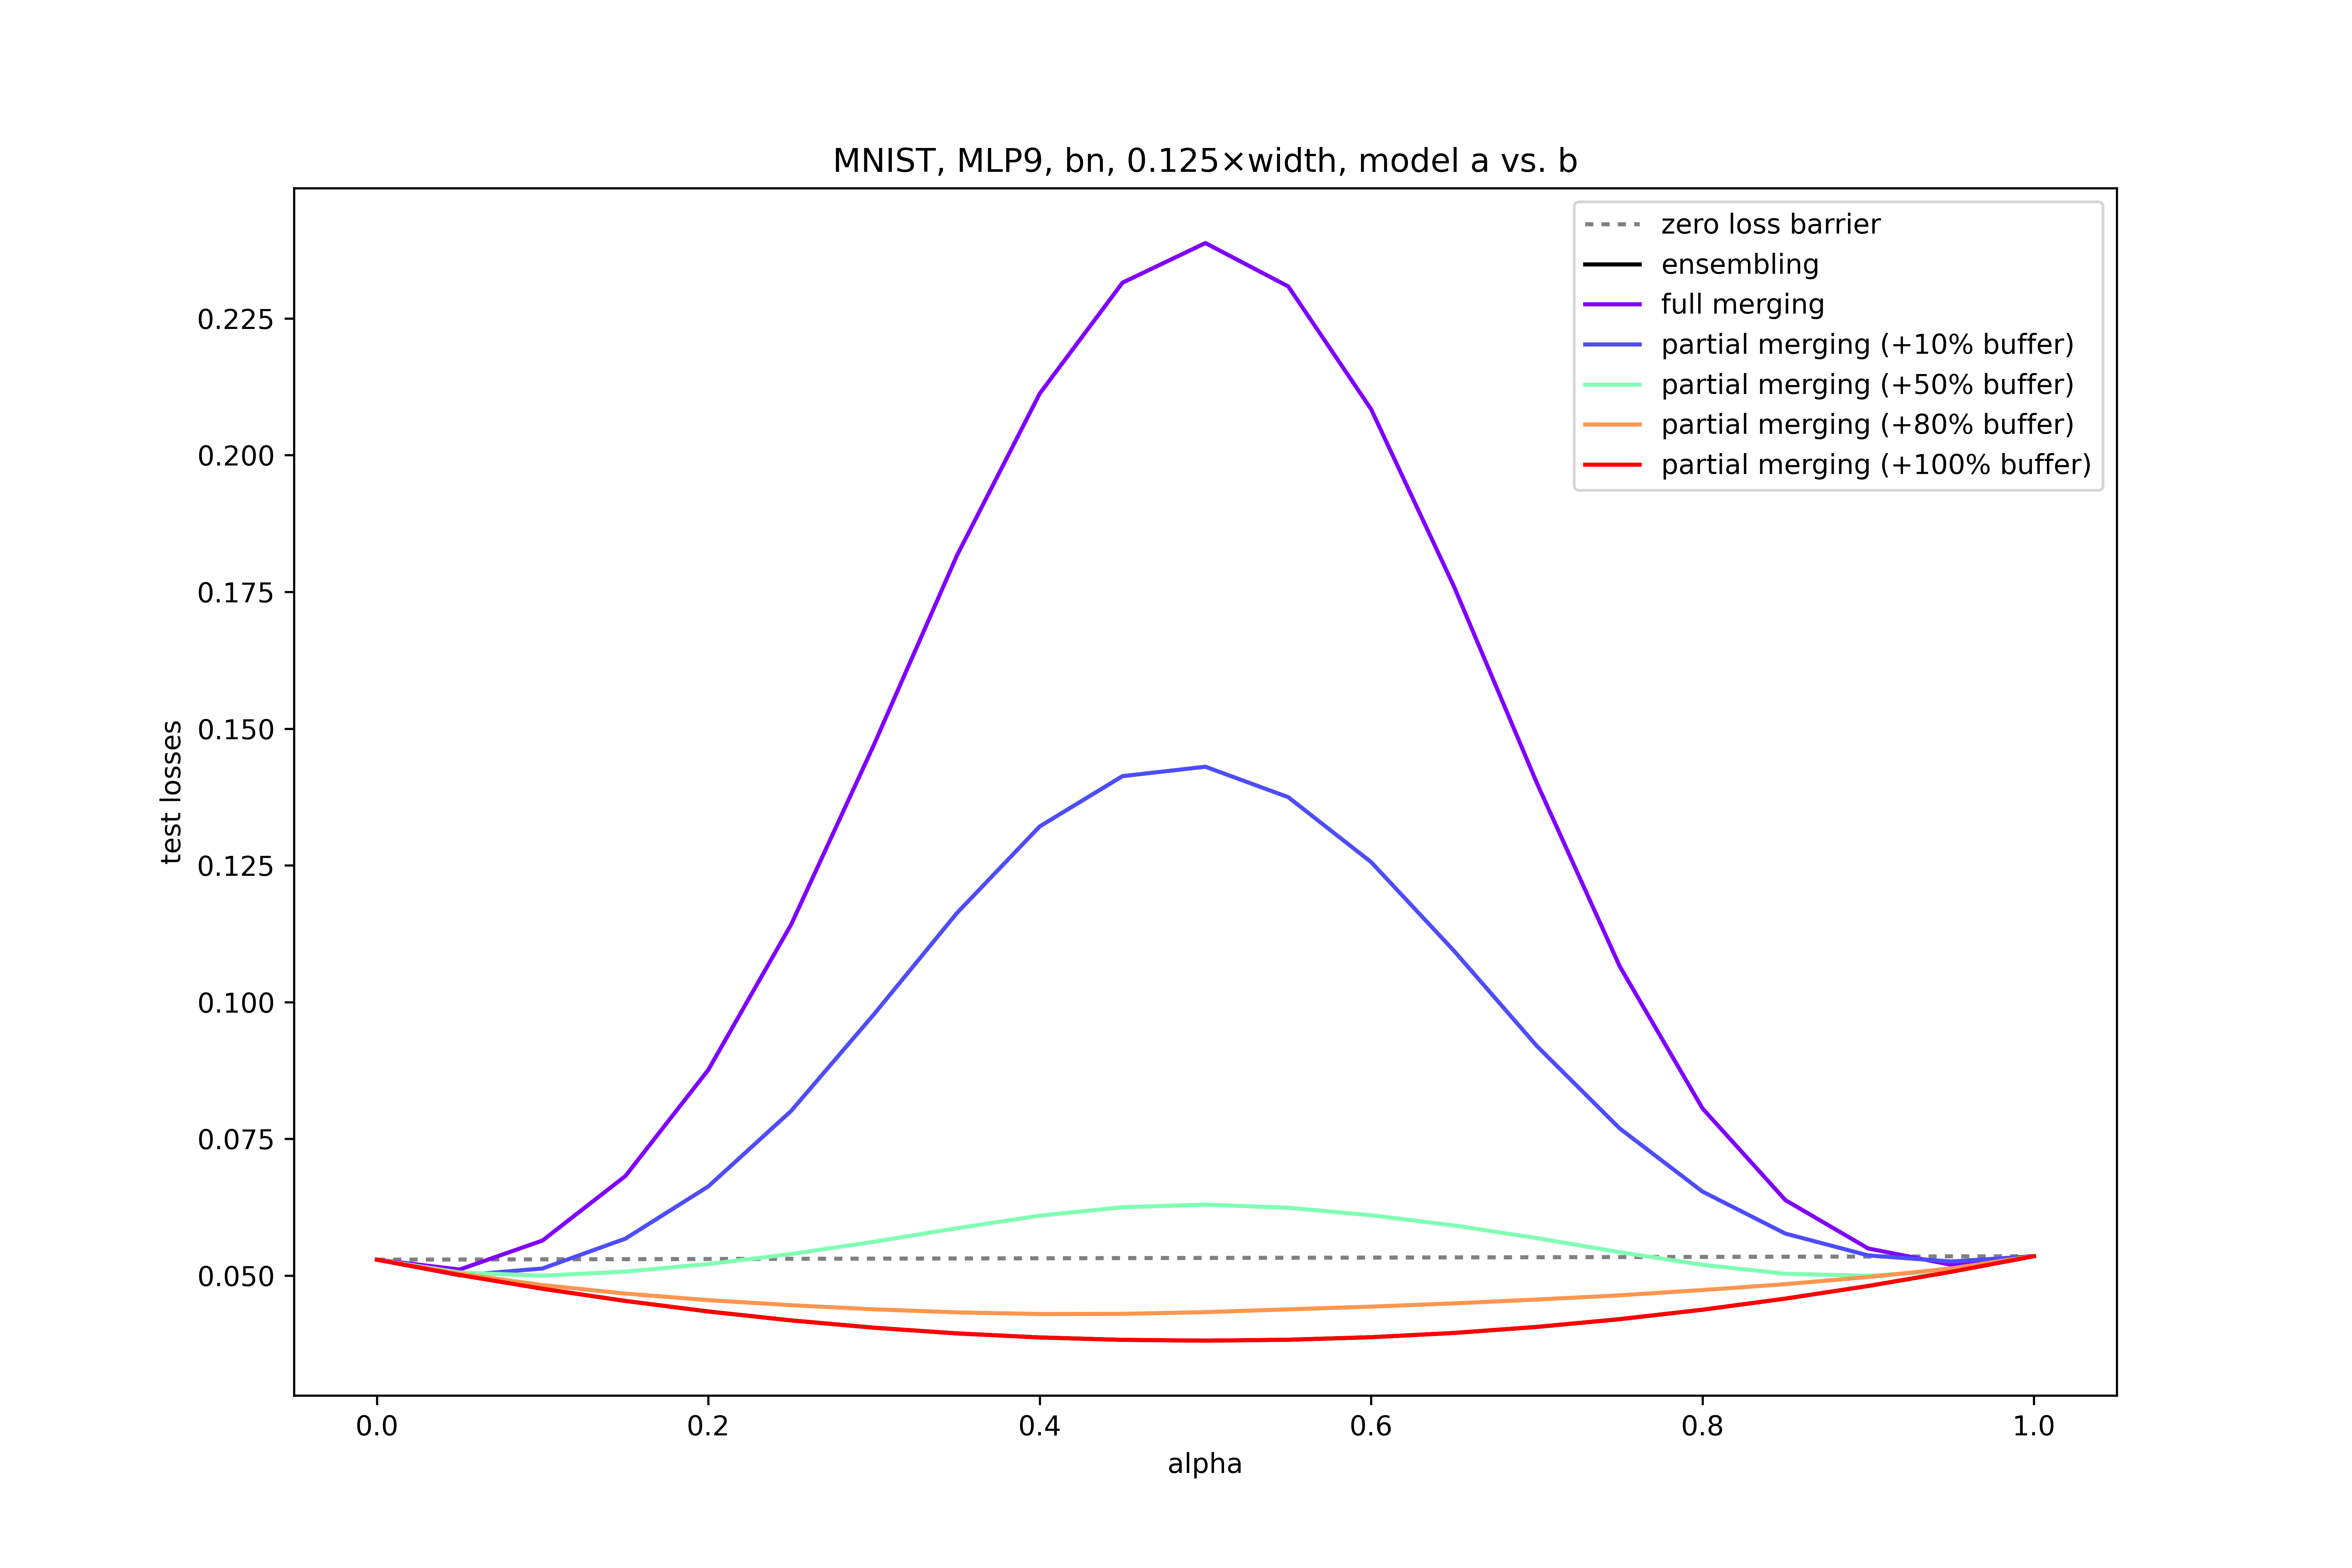 MNIST, MLP9, bn, 0.125×width, model a vs. b
zero loss barrier
ensembling
full merging
partial merging (+10% buffer)
partial merging (+50% buffer)
partial merging (+80% buffer)
partial merging (+100% buffer)
test losses
0.225
0.200
0.175
0.150
0.125
0.100
0.075
0.050
0.0 0.2 0.4 0.6 0.8 1.0
alpha